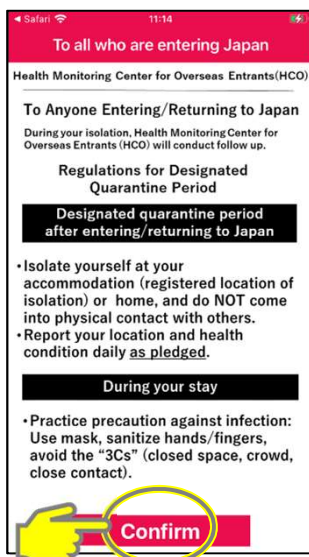 Safari 11:14
To all who are entering Japan
Health Monitoring Center for Overseas Entrants(HCO)
To Anyone Entering/Returning to Japan
During your isolation, Health Monitoring Center for
Overseas Entrants (HCO) will conduct follow up.
Regulations for Designated
Quarantine Period
Designated quarantine period
after entering/returning to Japan
・Isolate yourself at your
accommodation (registered location of
isolation) or home, and do NOT come
into physical contact with others.
・Report your location and health
condition daily as pledged.
During your stay
・Practice precaution against infection:
Use mask, sanitize hands/fingers,
avoid the “3Cs” (closed space, crowd,
close contact).
Confirm